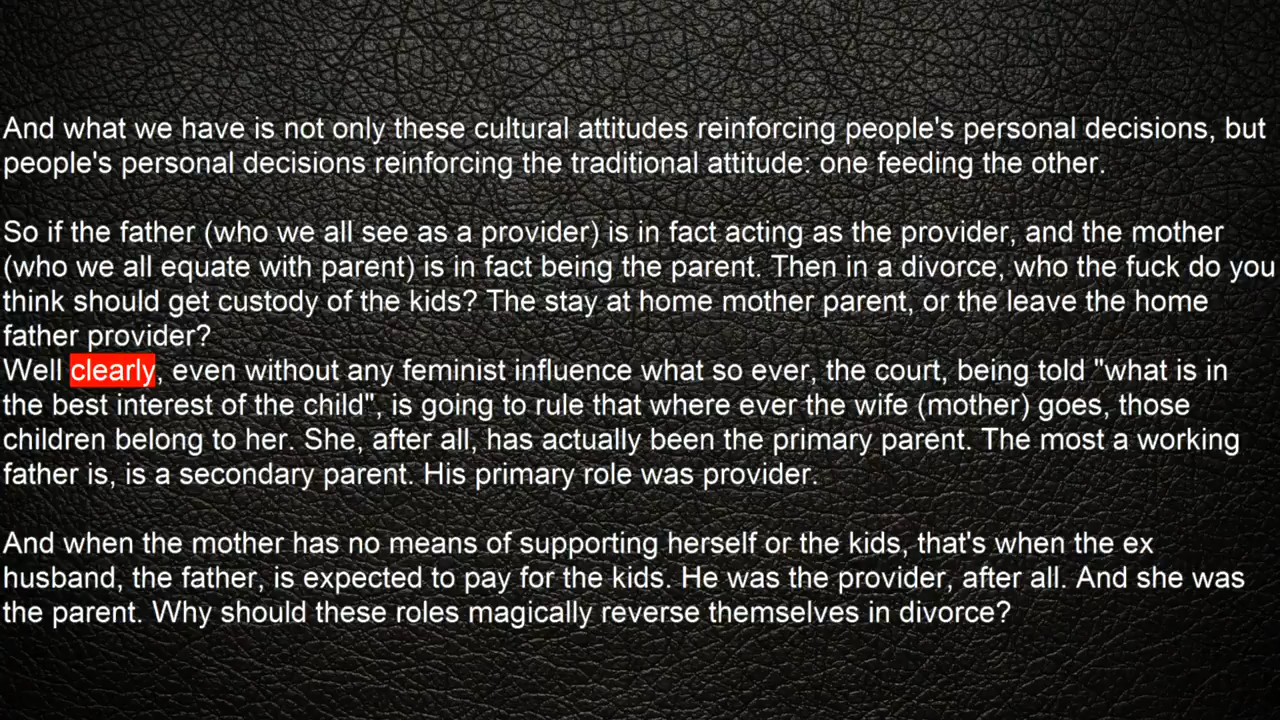 And what we have is not only these cultural attitudes reinforcing people's personal decisions, but
people's personal decisions reinforcing the traditional attitude: one feeding the other.
So if the father (who we all see as a provider) is in fact acting as the provider, and the mother
(who we all equate with parent) is in fact being the parent. Then in a divorce, who the fuck do you
think should get custody of the kids? The stay at home mother parent, or the leave the home
father provider?
Well clearly, even without any feminist influence what so ever, the court, being told "what is in
the best interest of the child", is going to rule that where ever the wife (mother) goes, those
children belong to her. She, after all, has actually been the primary parent. The most a working
father is, is a secondary parent. His primary role was provider.
And when the mother has no means of supporting herself or the kids, that's when the ex
husband, the father, is expected to pay for the kids. He was the provider, after all. And she was
the parent. Why should these roles magically reverse themselves in divorce?